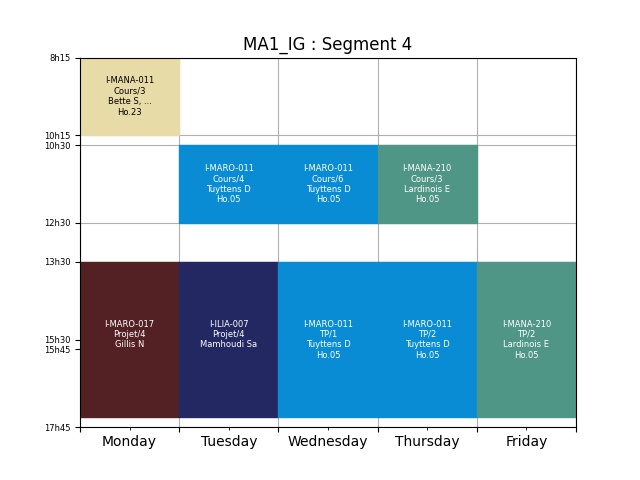 MA1_IG : Segment 4
8h15
I-MANA-011
Cours/3
Bette S, ...
Ho.23
10h15
10h30
I-MARO-011
Cours/4
Tuyttens D
Ho.05
I-MARO-011
Cours/6
Tuyttens D
Ho.05
I-MANA-210
Cours/3
Lardinois E
Ho.05
12h30
13h30
I-MARO-017
Projet/4
Gillis N
I-ILIA-007
Projet/4
Mamhoudi Sa
I-MARO-011
TP/1
Tuyttens D
Ho.05
I-MARO-011
TP/2
Tuyttens D
Ho.05
I-MANA-210
TP/2
Lardinois E
Ho.05
15h30
15h45
17h45
Monday
Tuesday
Wednesday
Thursday
Friday